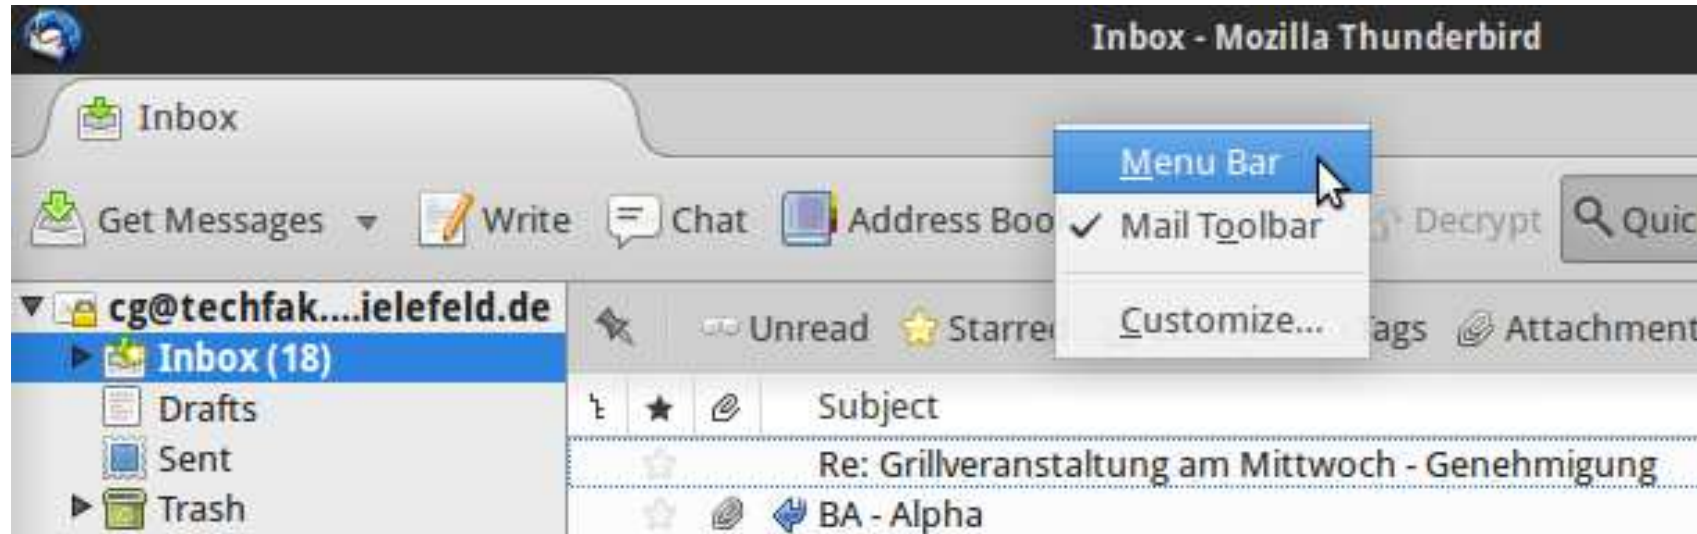 Inbox - Mozilla Thunderbird
Inbox
Menu Bar
Get Messages Write Chat Address Boo Mail Toolbar Decrypt Quic
cg@techfak....ielefeld.de
Unread Starre Customize... ags Attachment
Inbox (18)
Drafts Subject
Sent Re: Grillveranstaltung am Mittwoch - Genehmigung
Trash BA - Alpha